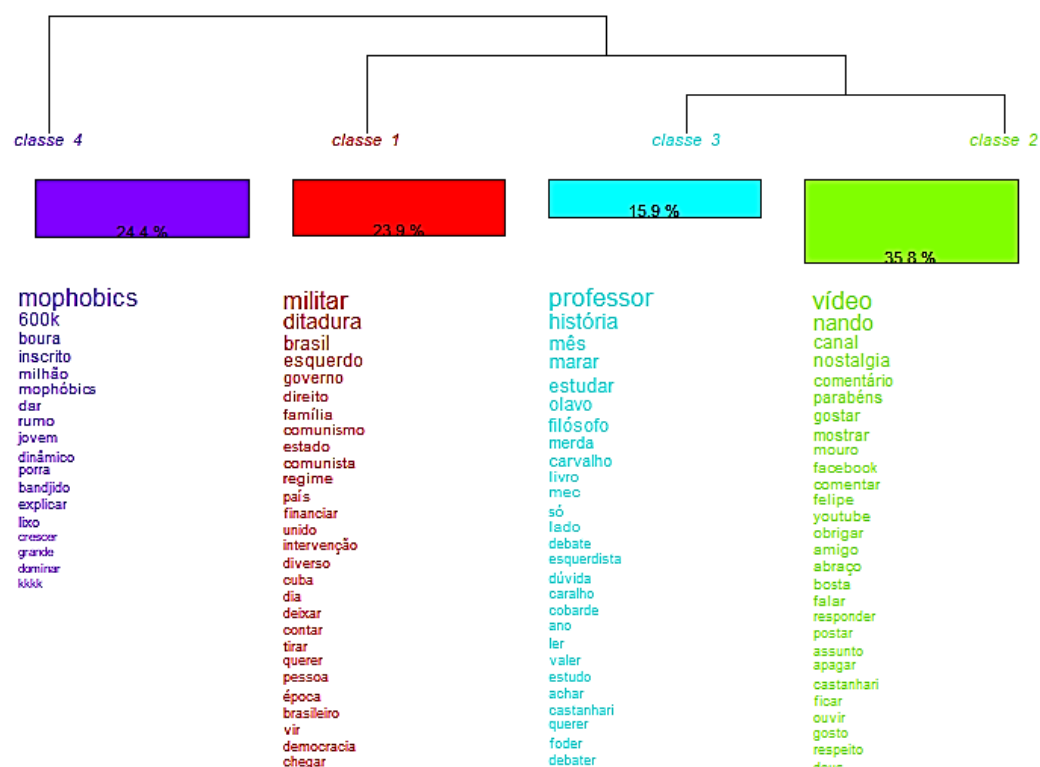 classe 4
classe 1
classe 3
classe 2
24.4 %
23.9 %
15.9 %
35.8 %
mophobics
600k
boura
inscrito
milhão
mophóbics
dar
rumo
jovem
dinâmico
porra
bandjido
explicar
lixo
crescer
grande
dominar
kkkk
militar
ditadura
brasil
esquerdo
governo
direito
família
comunismo
estado
comunista
regime
país
financiar
unido
intervenção
diverso
cuba
dia
deixar
contar
tirar
querer
pessoa
época
brasileiro
vir
democracia
chegar
professor
história
mês
marar
estudar
olavo
filósofo
merda
carvalho
livro
mec
só
lado
debate
esquerdista
dúvida
caralho
cobarde
ano
ler
valer
estudo
achar
castanhari
querer
foder
debater
vídeo
nando
canal
nostalgia
comentário
parabéns
gostar
mostrar
mouro
facebook
comentar
felipe
youtube
obrigar
amigo
abraço
bosta
falar
responder
postar
assunto
apagar
castanhari
ficar
ouvir
gosto
respeito